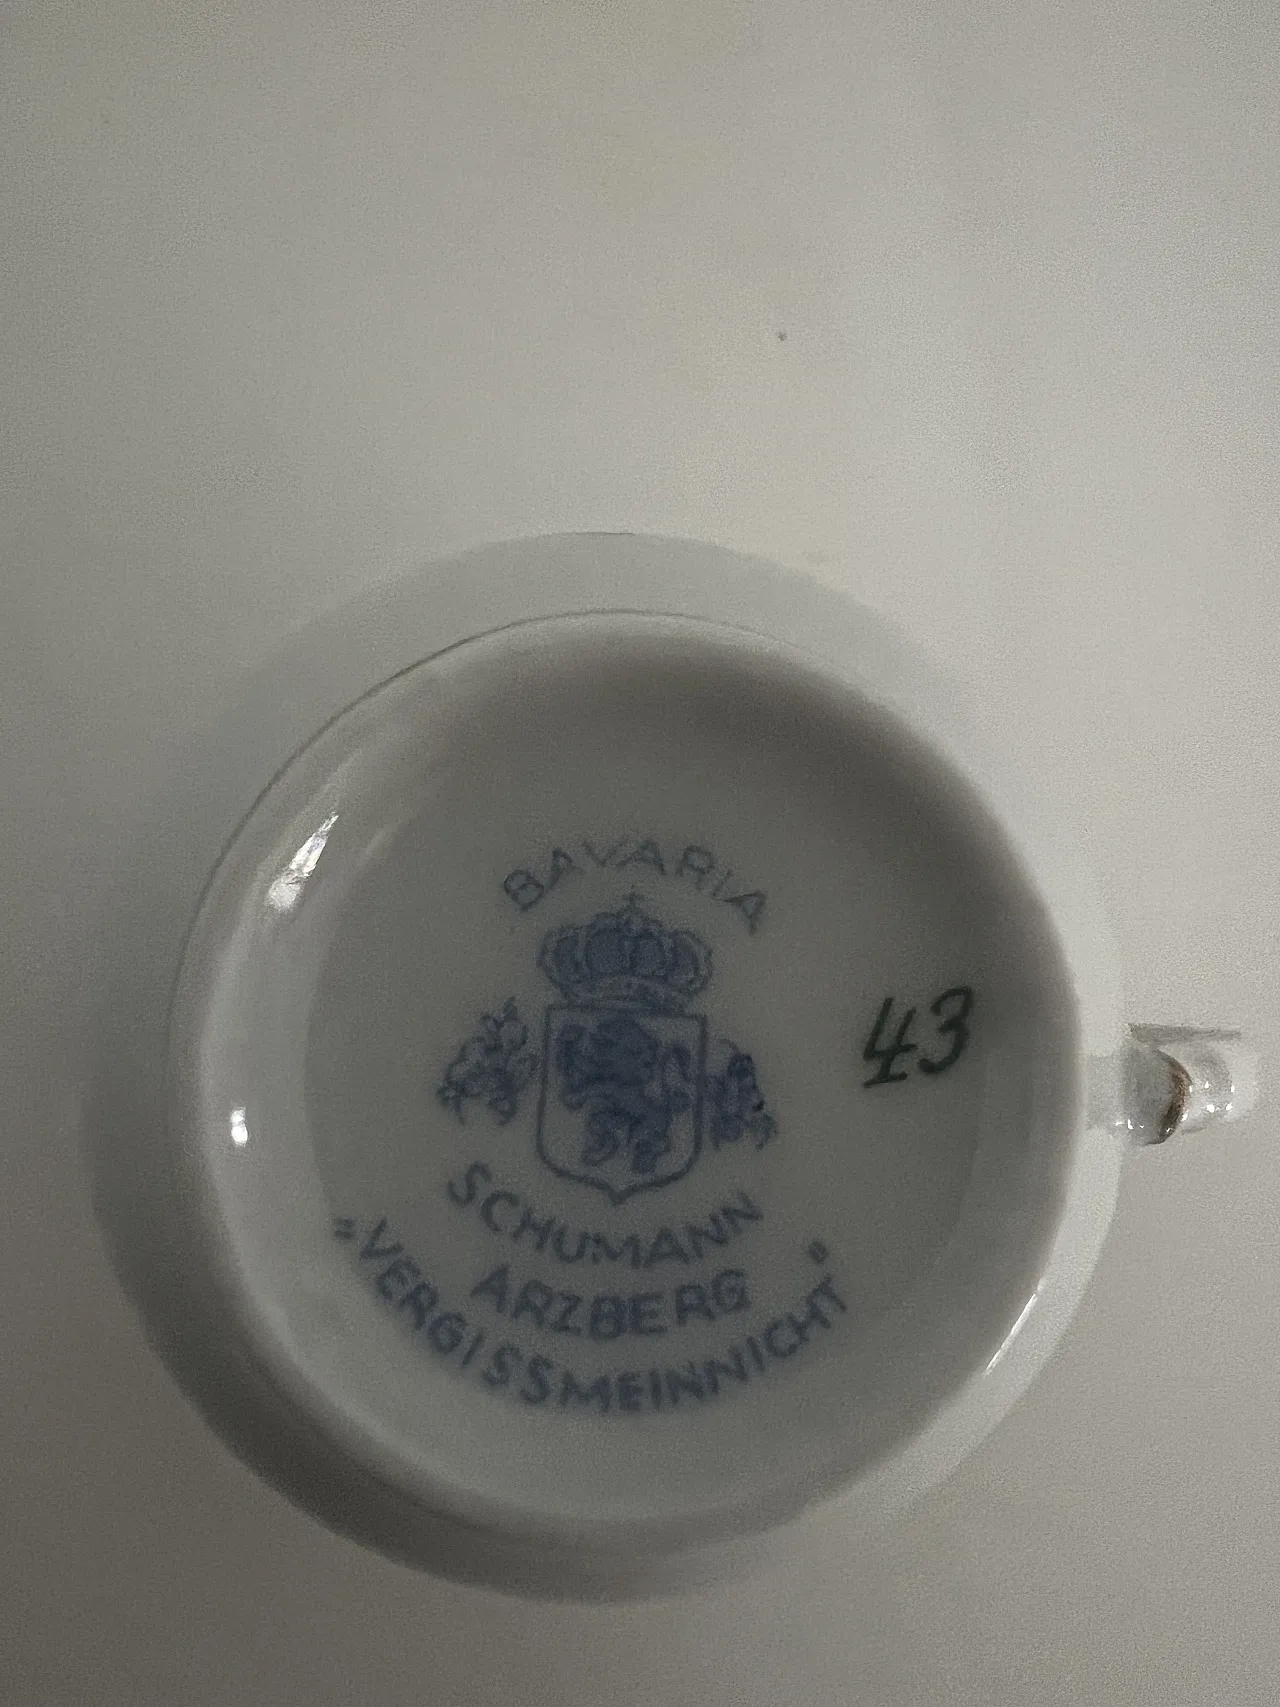 BAVARIA
43
SCHUMANN
ARZBERG
„VERGISSMEINNICHT"